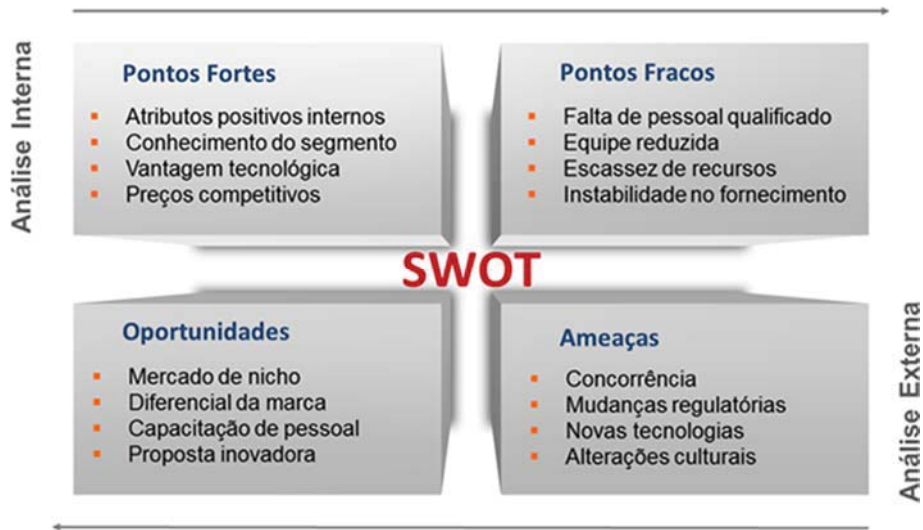 Análise Interna
Pontos Fortes
Atributos positivos internos
Conhecimento do segmento
Vantagem tecnológica
Preços competitivos
Pontos Fracos
Falta de pessoal qualificado
Equipe reduzida
Escassez de recursos
Instabilidade no fornecimento
SWOT
Oportunidades
Mercado de nicho
Diferencial da marca
Capacitação de pessoal
Proposta inovadora
Ameaças
Concorrência
Mudanças regulatórias
Novas tecnologias
Alterações culturais
Análise Externa